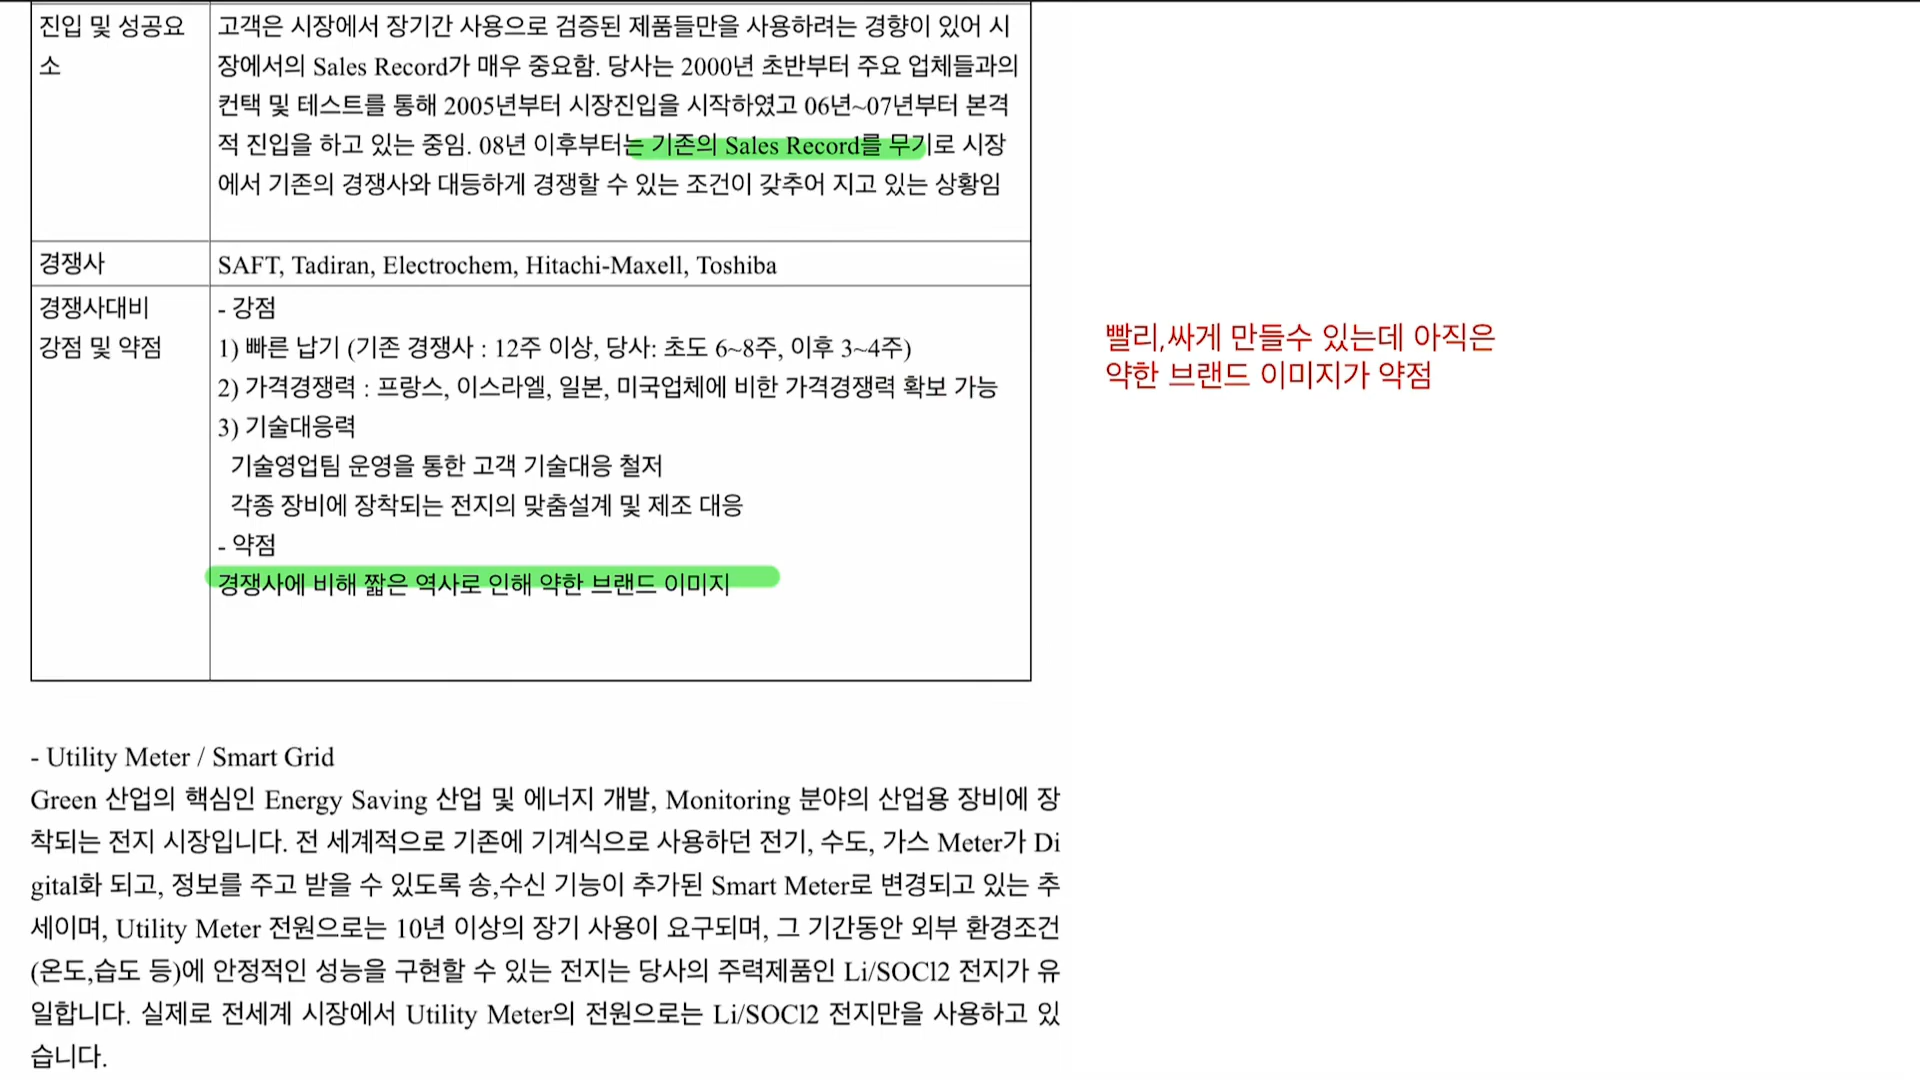 진입 및 성공요
소
고객은 시장에서 장기간 사용으로 검증된 제품들만을 사용하려는 경향이 있어 시
장에서의 Sales Record가 매우 중요함. 당사는 2000년 초반부터 주요 업체들과의
컨택 및 테스트를 통해 2005년부터 시장진입을 시작하였고 06년~07년부터 본격
적 진입을 하고 있는 중임. 08년 이후부터는 기존의 Sales Record를 무기로 시장
에서 기존의 경쟁사와 대등하게 경쟁할 수 있는 조건이 갖추어 지고 있는 상황임
경쟁사
SAFT, Tadiran, Electrochem, Hitachi-Maxell, Toshiba
경쟁사대비
강점 및 약점
- 강점
1) 빠른 납기 (기존 경쟁사 : 12주 이상, 당사: 초도 6~8주, 이후 3~4주)
2) 가격경쟁력 : 프랑스, 이스라엘, 일본, 미국업체에 비한 가격경쟁력 확보 가능
3) 기술대응력
기술영업팀 운영을 통한 고객 기술대응 철저
각종 장비에 장착되는 전지의 맞춤설계 및 제조 대응
- 약점
경쟁사에 비해 짧은 역사로 인해 약한 브랜드 이미지
빨리,싸게 만들수 있는데 아직은
약한 브랜드 이미지가 약점
- Utility Meter / Smart Grid
Green 산업의 핵심인 Energy Saving 산업 및 에너지 개발, Monitoring 분야의 산업용 장비에 장
착되는 전지 시장입니다. 전 세계적으로 기존에 기계식으로 사용하던 전기, 수도, 가스 Meter가 Di
gital화 되고, 정보를 주고 받을 수 있도록 송,수신 기능이 추가된 Smart Meter로 변경되고 있는 추
세이며, Utility Meter 전원으로는 10년 이상의 장기 사용이 요구되며, 그 기간동안 외부 환경조건
(온도,습도 등)에 안정적인 성능을 구현할 수 있는 전지는 당사의 주력제품인 Li/SOCl2 전지가 유
일합니다. 실제로 전세계 시장에서 Utility Meter의 전원으로는 Li/SOCl2 전지만을 사용하고 있
습니다.